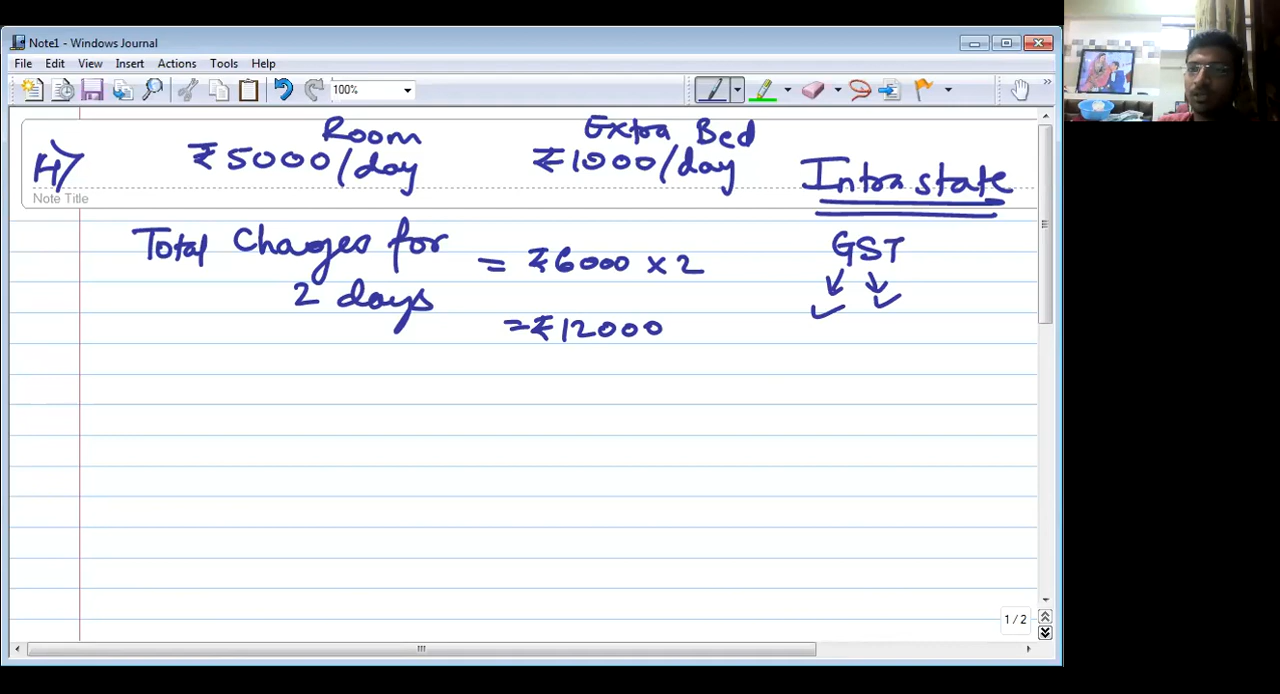 Note1 - Windows Journal
File Edit View Insert Actions Tools Help
100%
Room Extra Bed
4) ₹5000/day ₹1000/day Intra state
Note Title
Total Charges for GST
2 days = ₹6000 x 2
= ₹12000
1 / 2